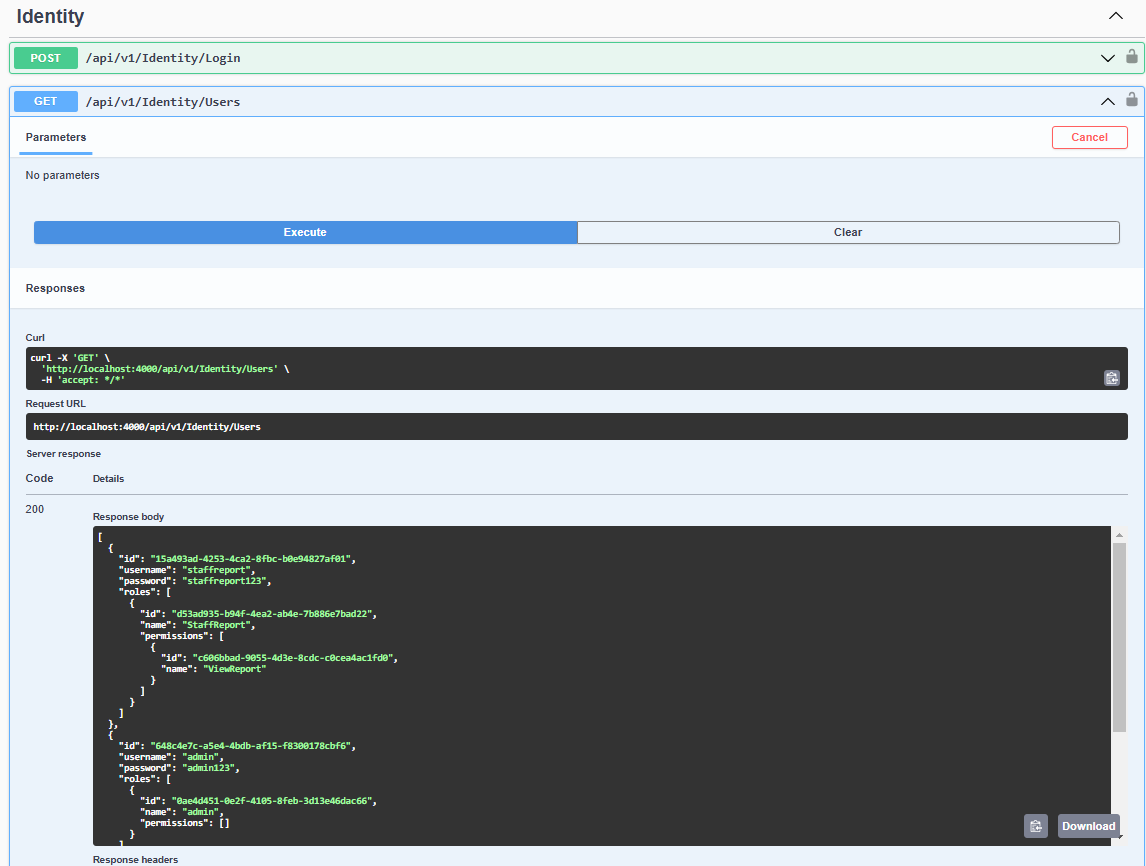 Identity
POST /api/v1/Identity/Login
GET /api/v1/Identity/Users
Parameters
Cancel
No parameters
Execute
Clear
Responses
Curl
curl -X 'GET' \
  'http://localhost:4000/api/v1/Identity/Users' \
  -H 'accept: */*'
Request URL
http://localhost:4000/api/v1/Identity/Users
Server response
Code Details
200
Response body
[
  {
    "id": "15a493ad-4253-4ca2-8fbc-b0e94827af01",
    "username": "staffreport",
    "password": "staffreport123",
    "roles": [
      {
        "id": "d53ad935-b94f-4ea2-ab4e-7b886e7bad22",
        "name": "StaffReport",
        "permissions": [
          {
            "id": "c606bbad-9055-4d3e-8cdc-c0cea4ac1fd0",
            "name": "ViewReport"
          }
        ]
      }
    ]
  },
  {
    "id": "648c4e7c-a5e4-4bdb-af15-f8300178cbf6",
    "username": "admin",
    "password": "admin123",
    "roles": [
      {
        "id": "0ae4d451-0e2f-4105-8feb-3d13e46dac66",
        "name": "admin",
        "permissions": []
      }
    ]
Download
Response headers